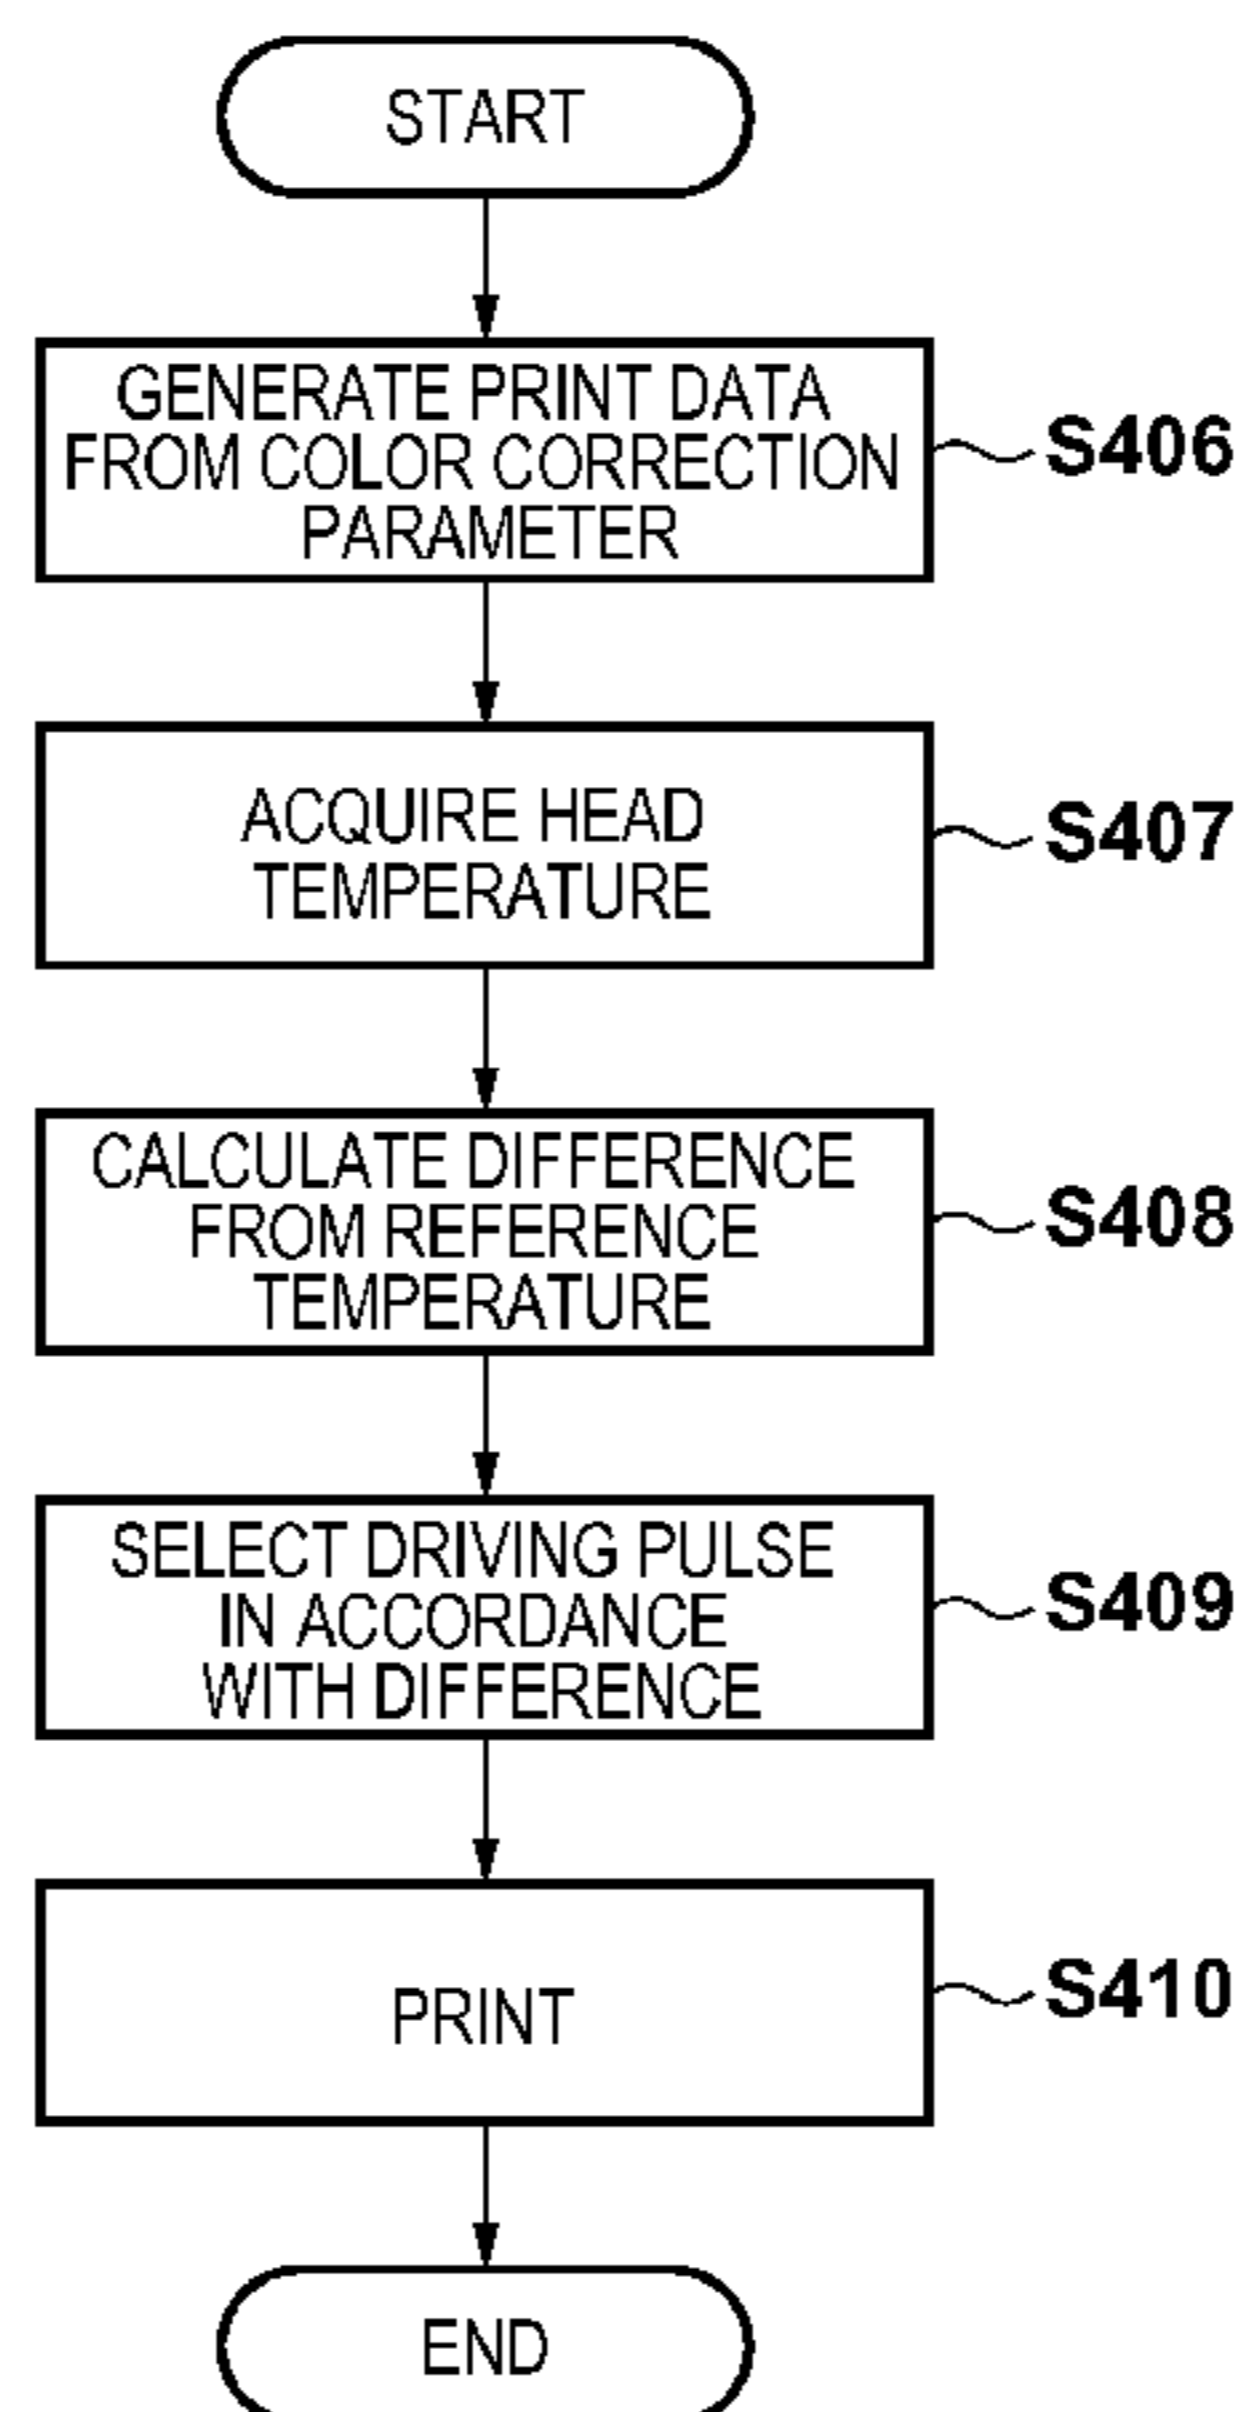 START
GENERATE PRINT DATA
FROM COLOR CORRECTION
PARAMETER
S406
ACQUIRE HEAD
TEMPERATURE
S407
CALCULATE DIFFERENCE
FROM REFERENCE
TEMPERATURE
S408
SELECT DRIVING PULSE
IN ACCORDANCE
WITH DIFFERENCE
S409
PRINT
S410
END